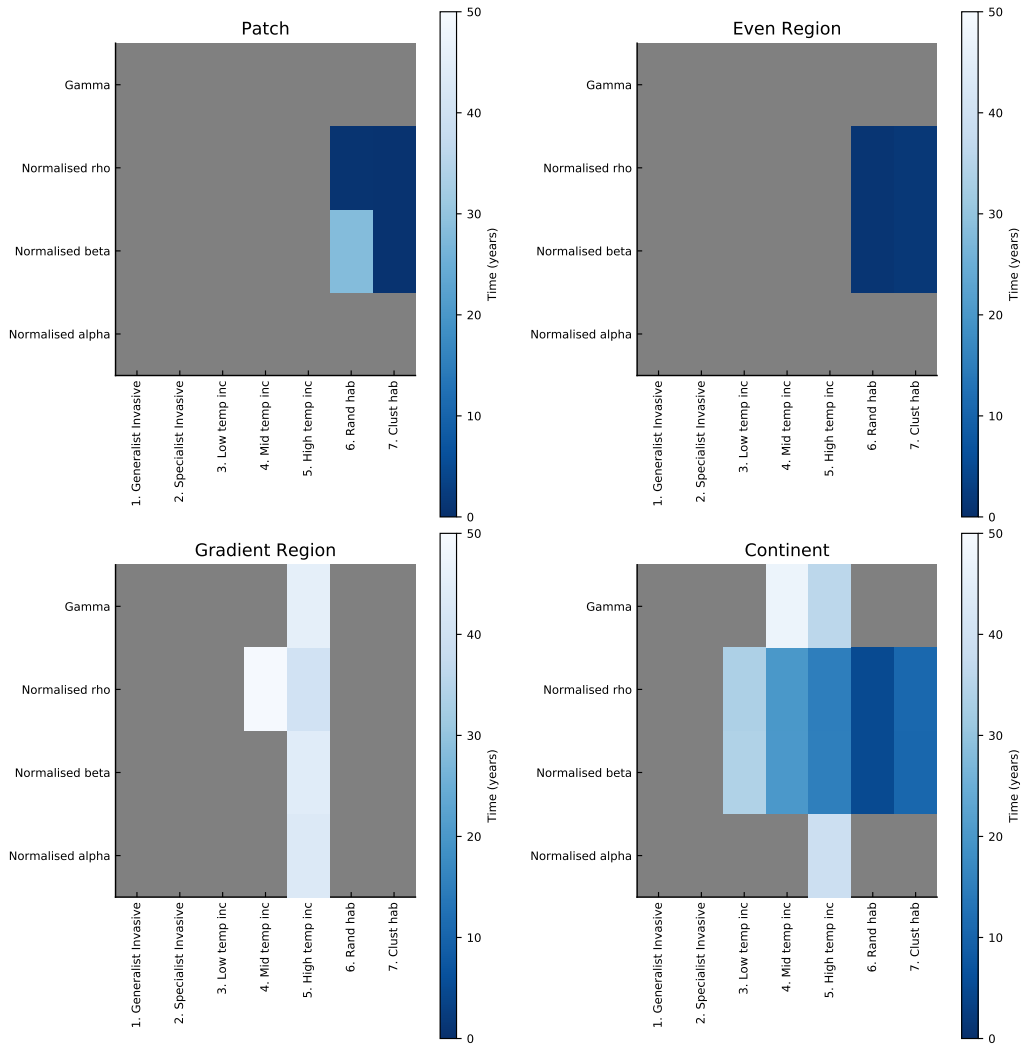 Patch
Gamma
Normalised rho
Normalised beta
Normalised alpha
1. Generalist Invasive
2. Specialist Invasive
3. Low temp inc
4. Mid temp inc
5. High temp inc
6. Rand hab
7. Clust hab
50
40
30
20
10
0
Time (years)
Even Region
Gamma
Normalised rho
Normalised beta
Normalised alpha
1. Generalist Invasive
2. Specialist Invasive
3. Low temp inc
4. Mid temp inc
5. High temp inc
6. Rand hab
7. Clust hab
50
40
30
20
10
0
Time (years)
Gradient Region
Gamma
Normalised rho
Normalised beta
Normalised alpha
1. Generalist Invasive
2. Specialist Invasive
3. Low temp inc
4. Mid temp inc
5. High temp inc
6. Rand hab
7. Clust hab
50
40
30
20
10
0
Time (years)
Continent
Gamma
Normalised rho
Normalised beta
Normalised alpha
1. Generalist Invasive
2. Specialist Invasive
3. Low temp inc
4. Mid temp inc
5. High temp inc
6. Rand hab
7. Clust hab
50
40
30
20
10
0
Time (years)